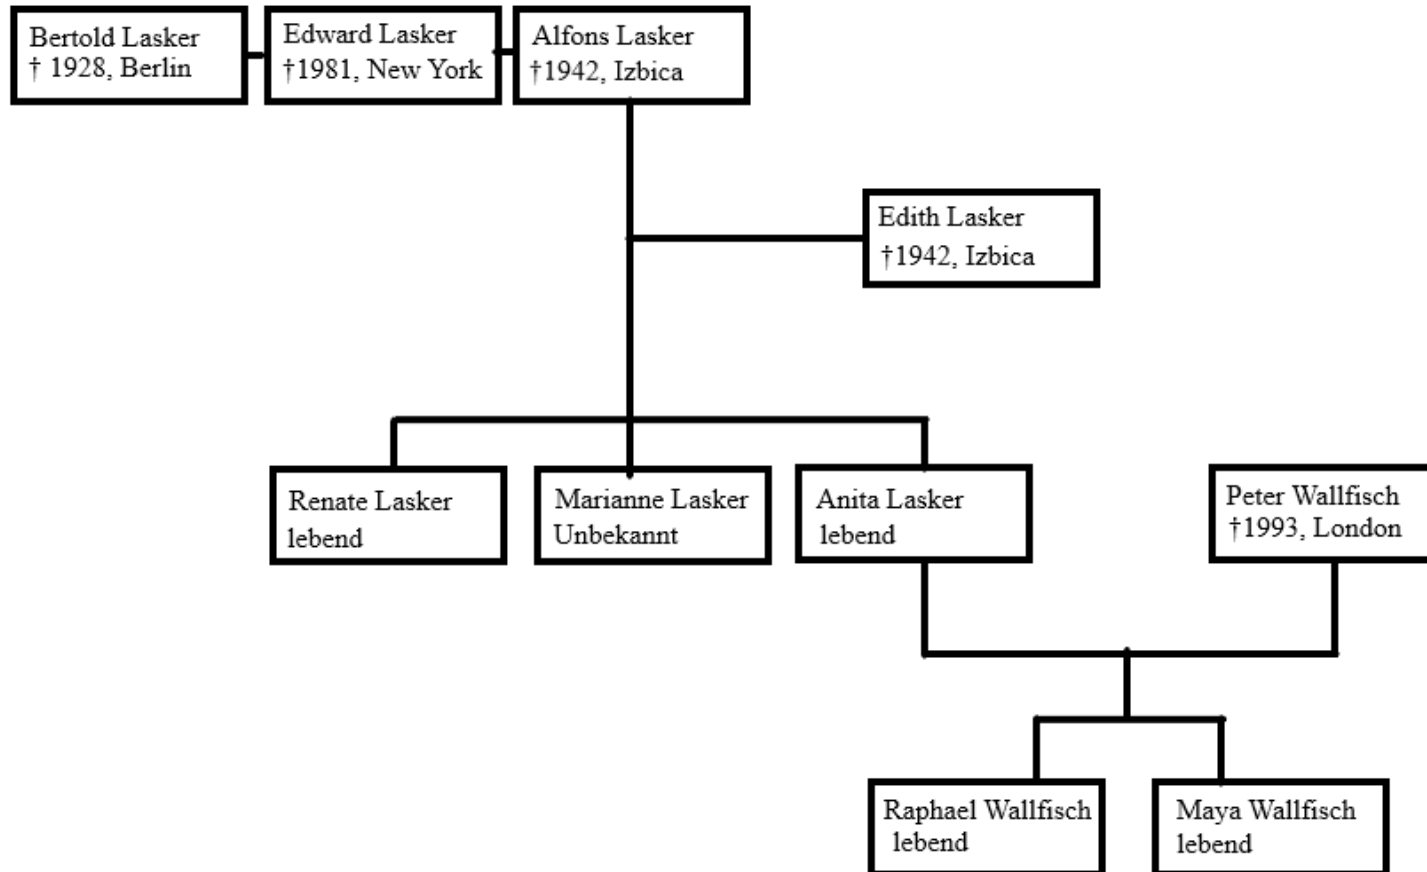 Bertold Lasker
† 1928, Berlin
Edward Lasker
†1981, New York
Alfons Lasker
†1942, Izbica
Edith Lasker
†1942, Izbica
Renate Lasker
lebend
Marianne Lasker
Unbekannt
Anita Lasker
lebend
Peter Wallfisch
†1993, London
Raphael Wallfisch
lebend
Maya Wallfisch
lebend